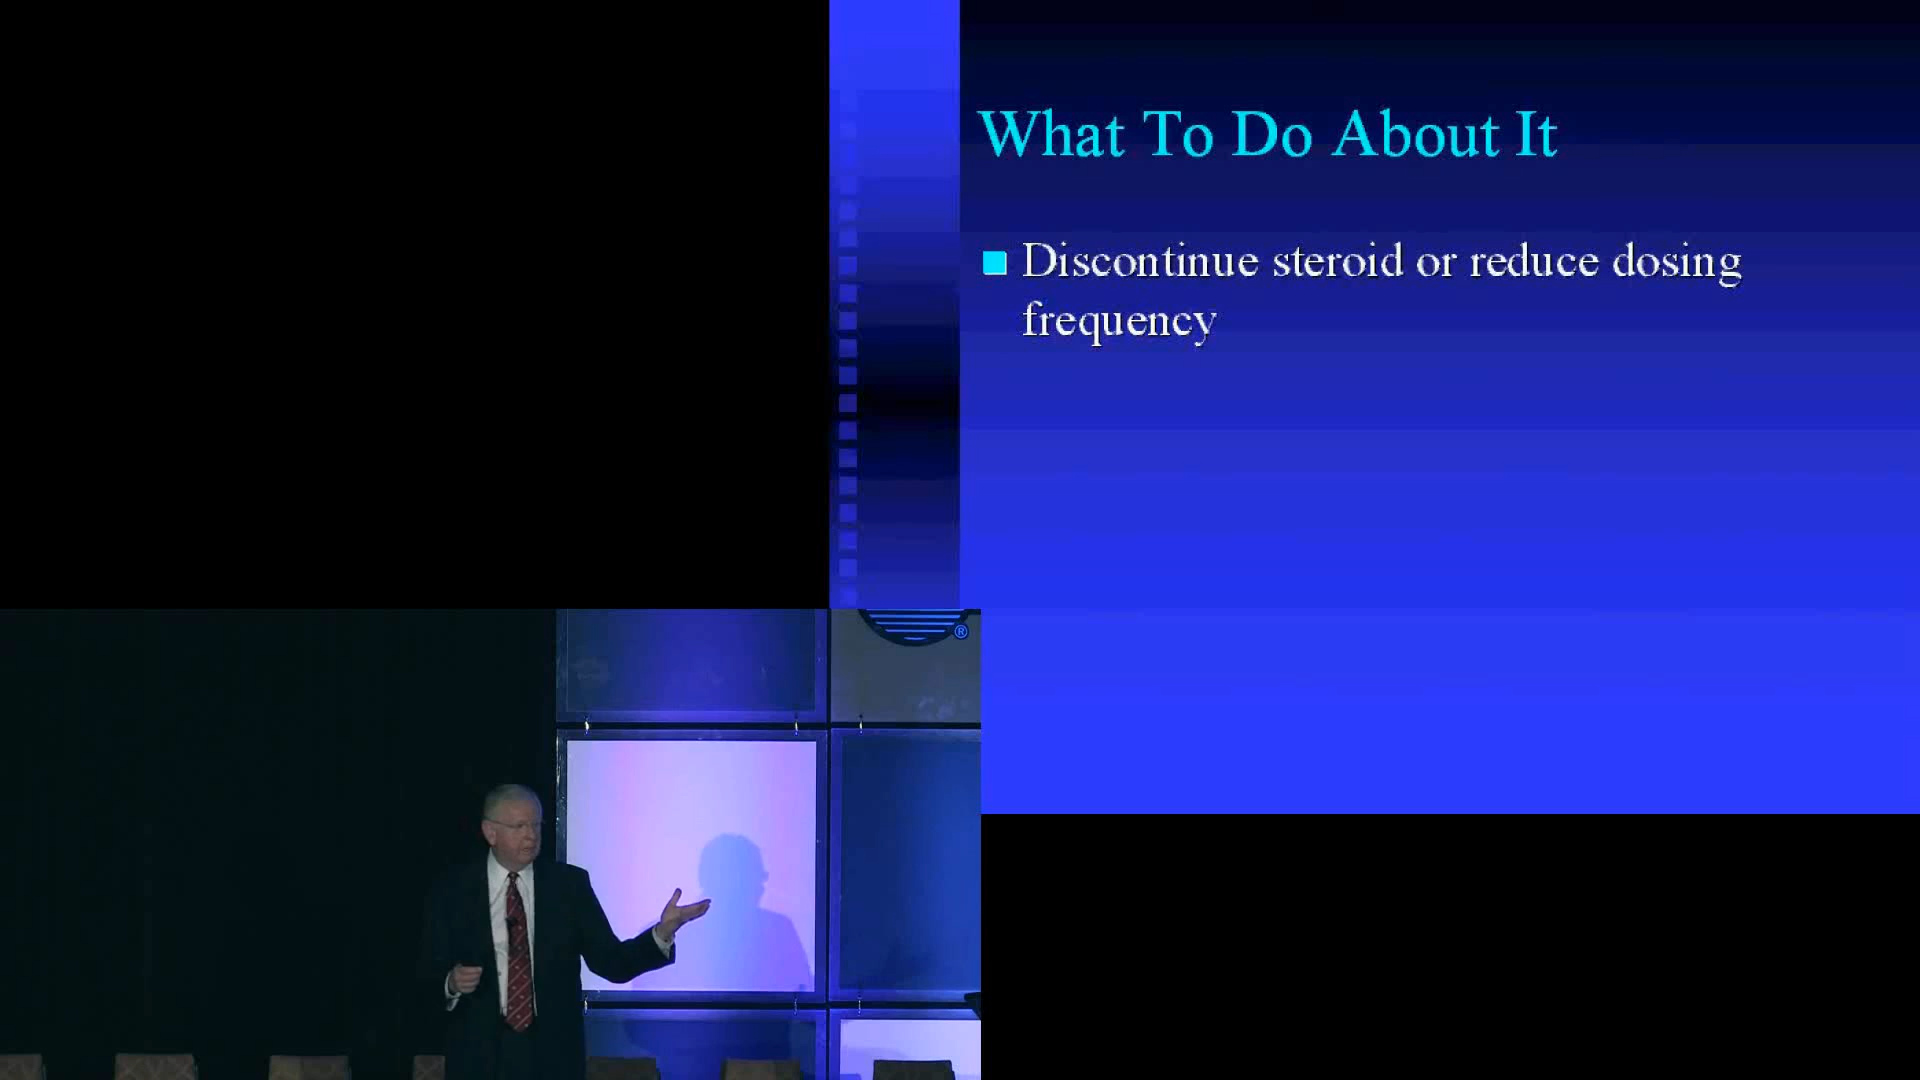 What To Do About It
Discontinue steroid or reduce dosing
frequency
®